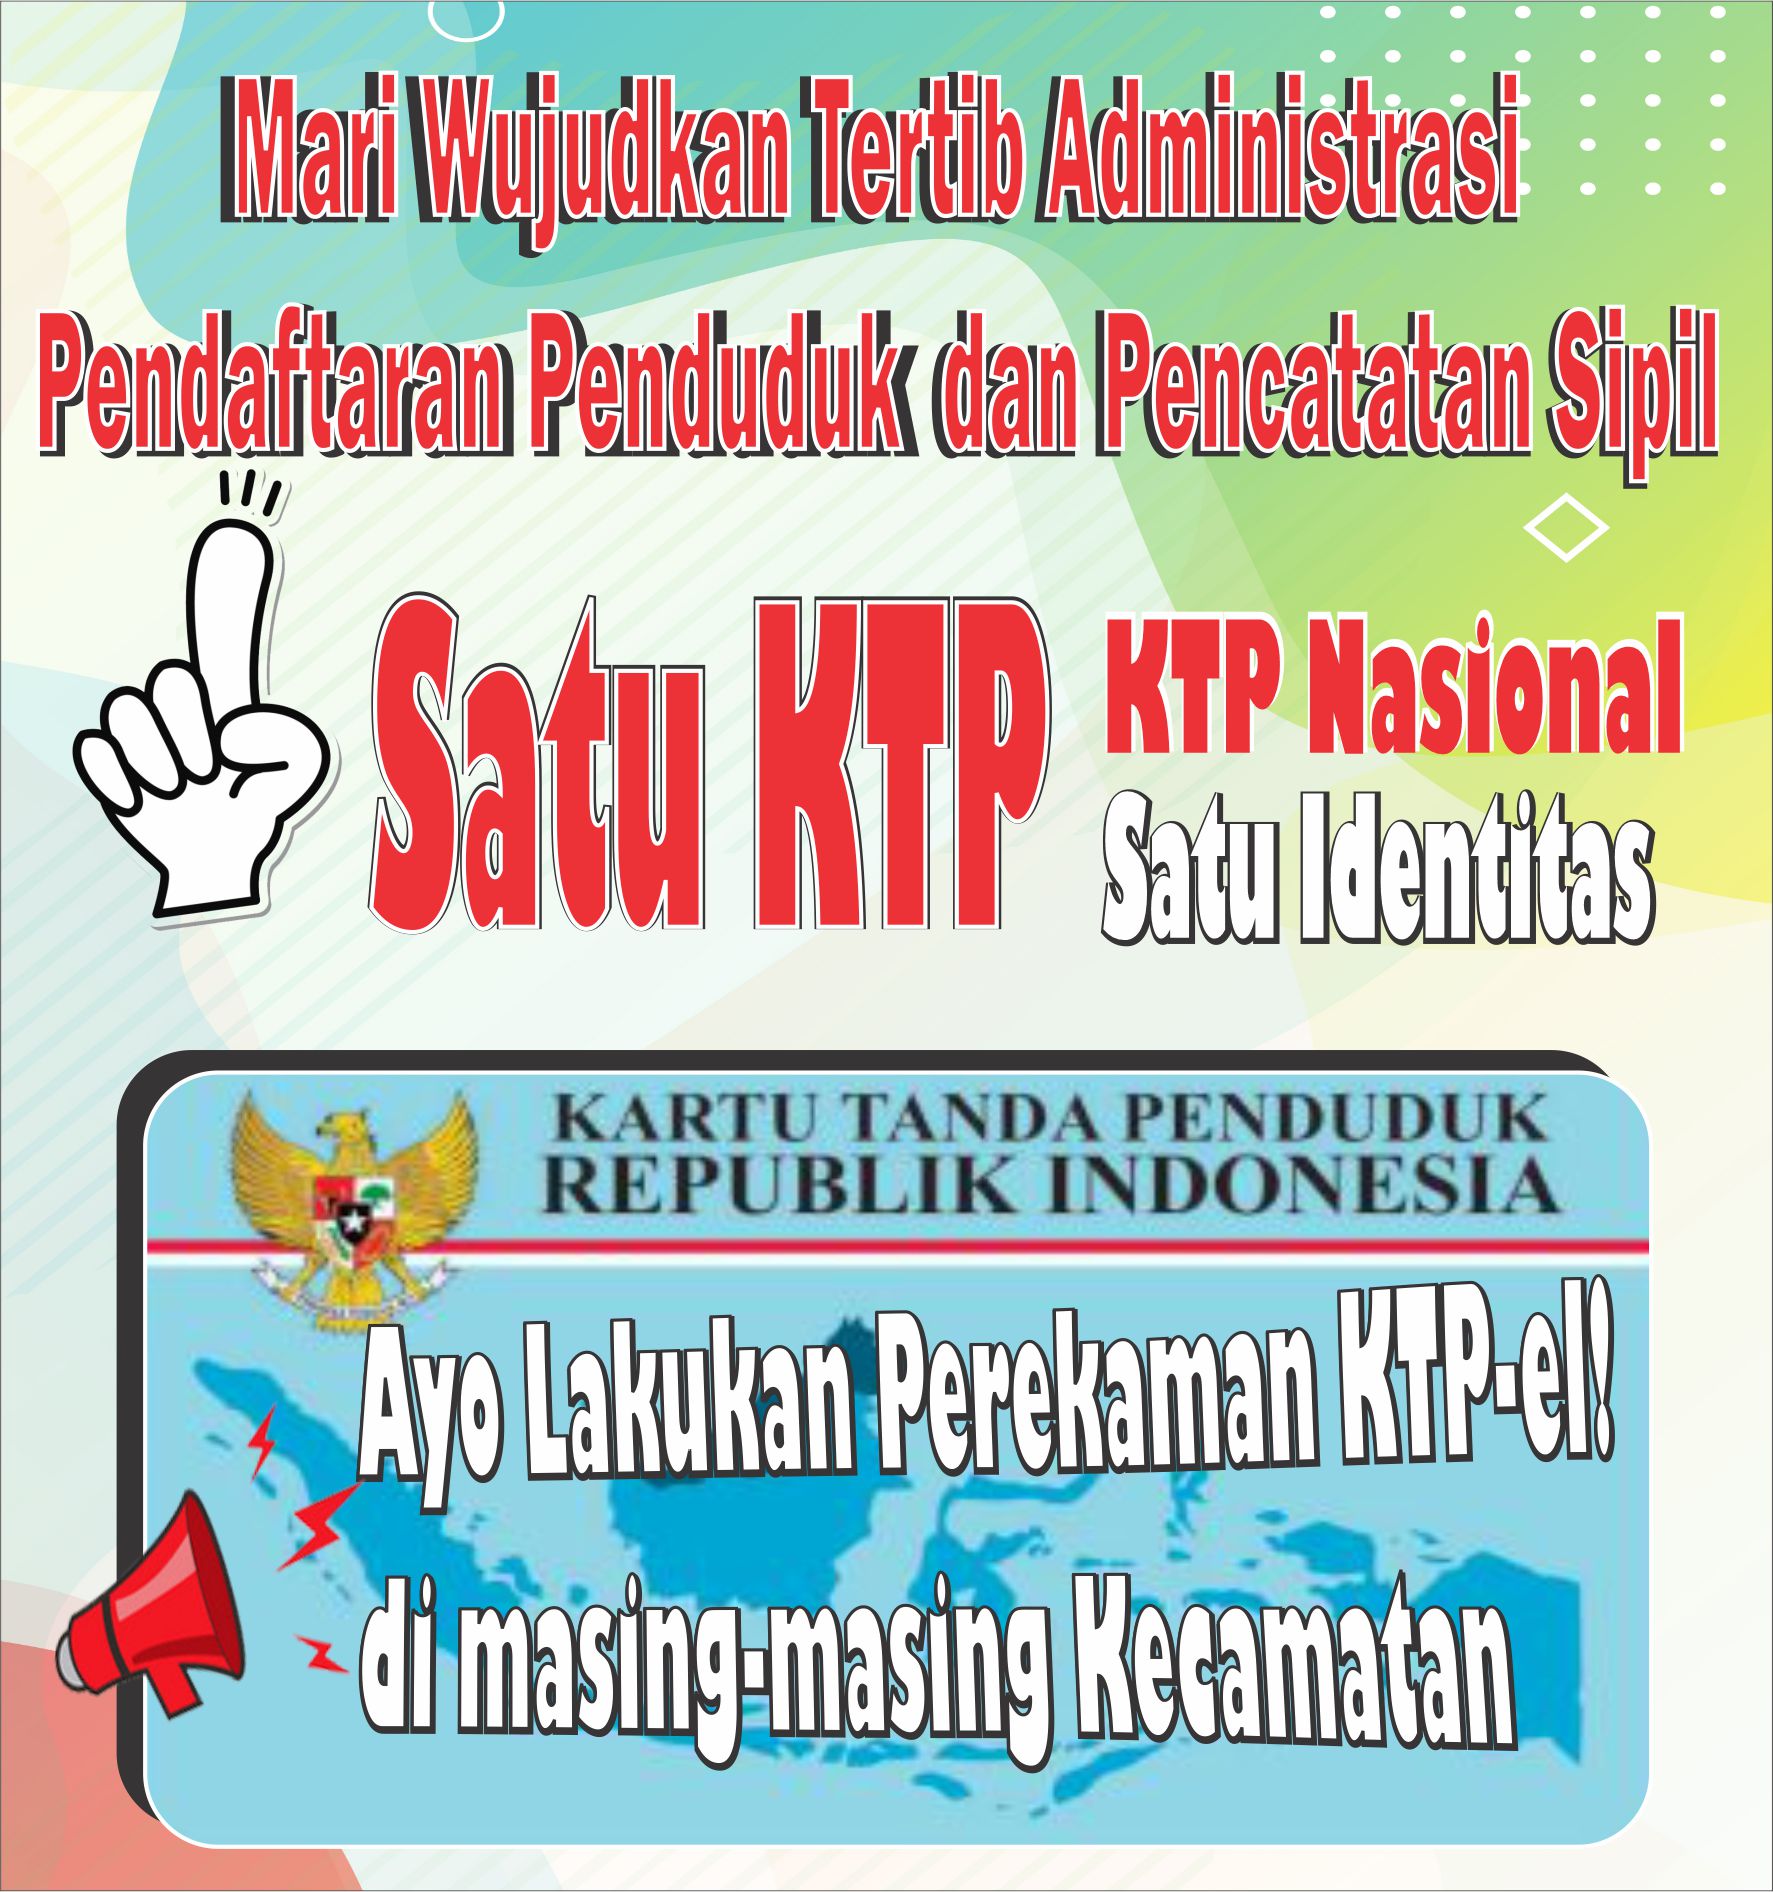 Mari Wujudkan Tertib Administrasi
Pendaftaran Penduduk dan Pencatatan Sipil
Satu KTP
KTP Nasional
Satu Identitas
KARTU TANDA PENDUDUK
REPUBLIK INDONESIA
Ayo Lakukan Perekaman KTP-el!
di masing-masing Kecamatan